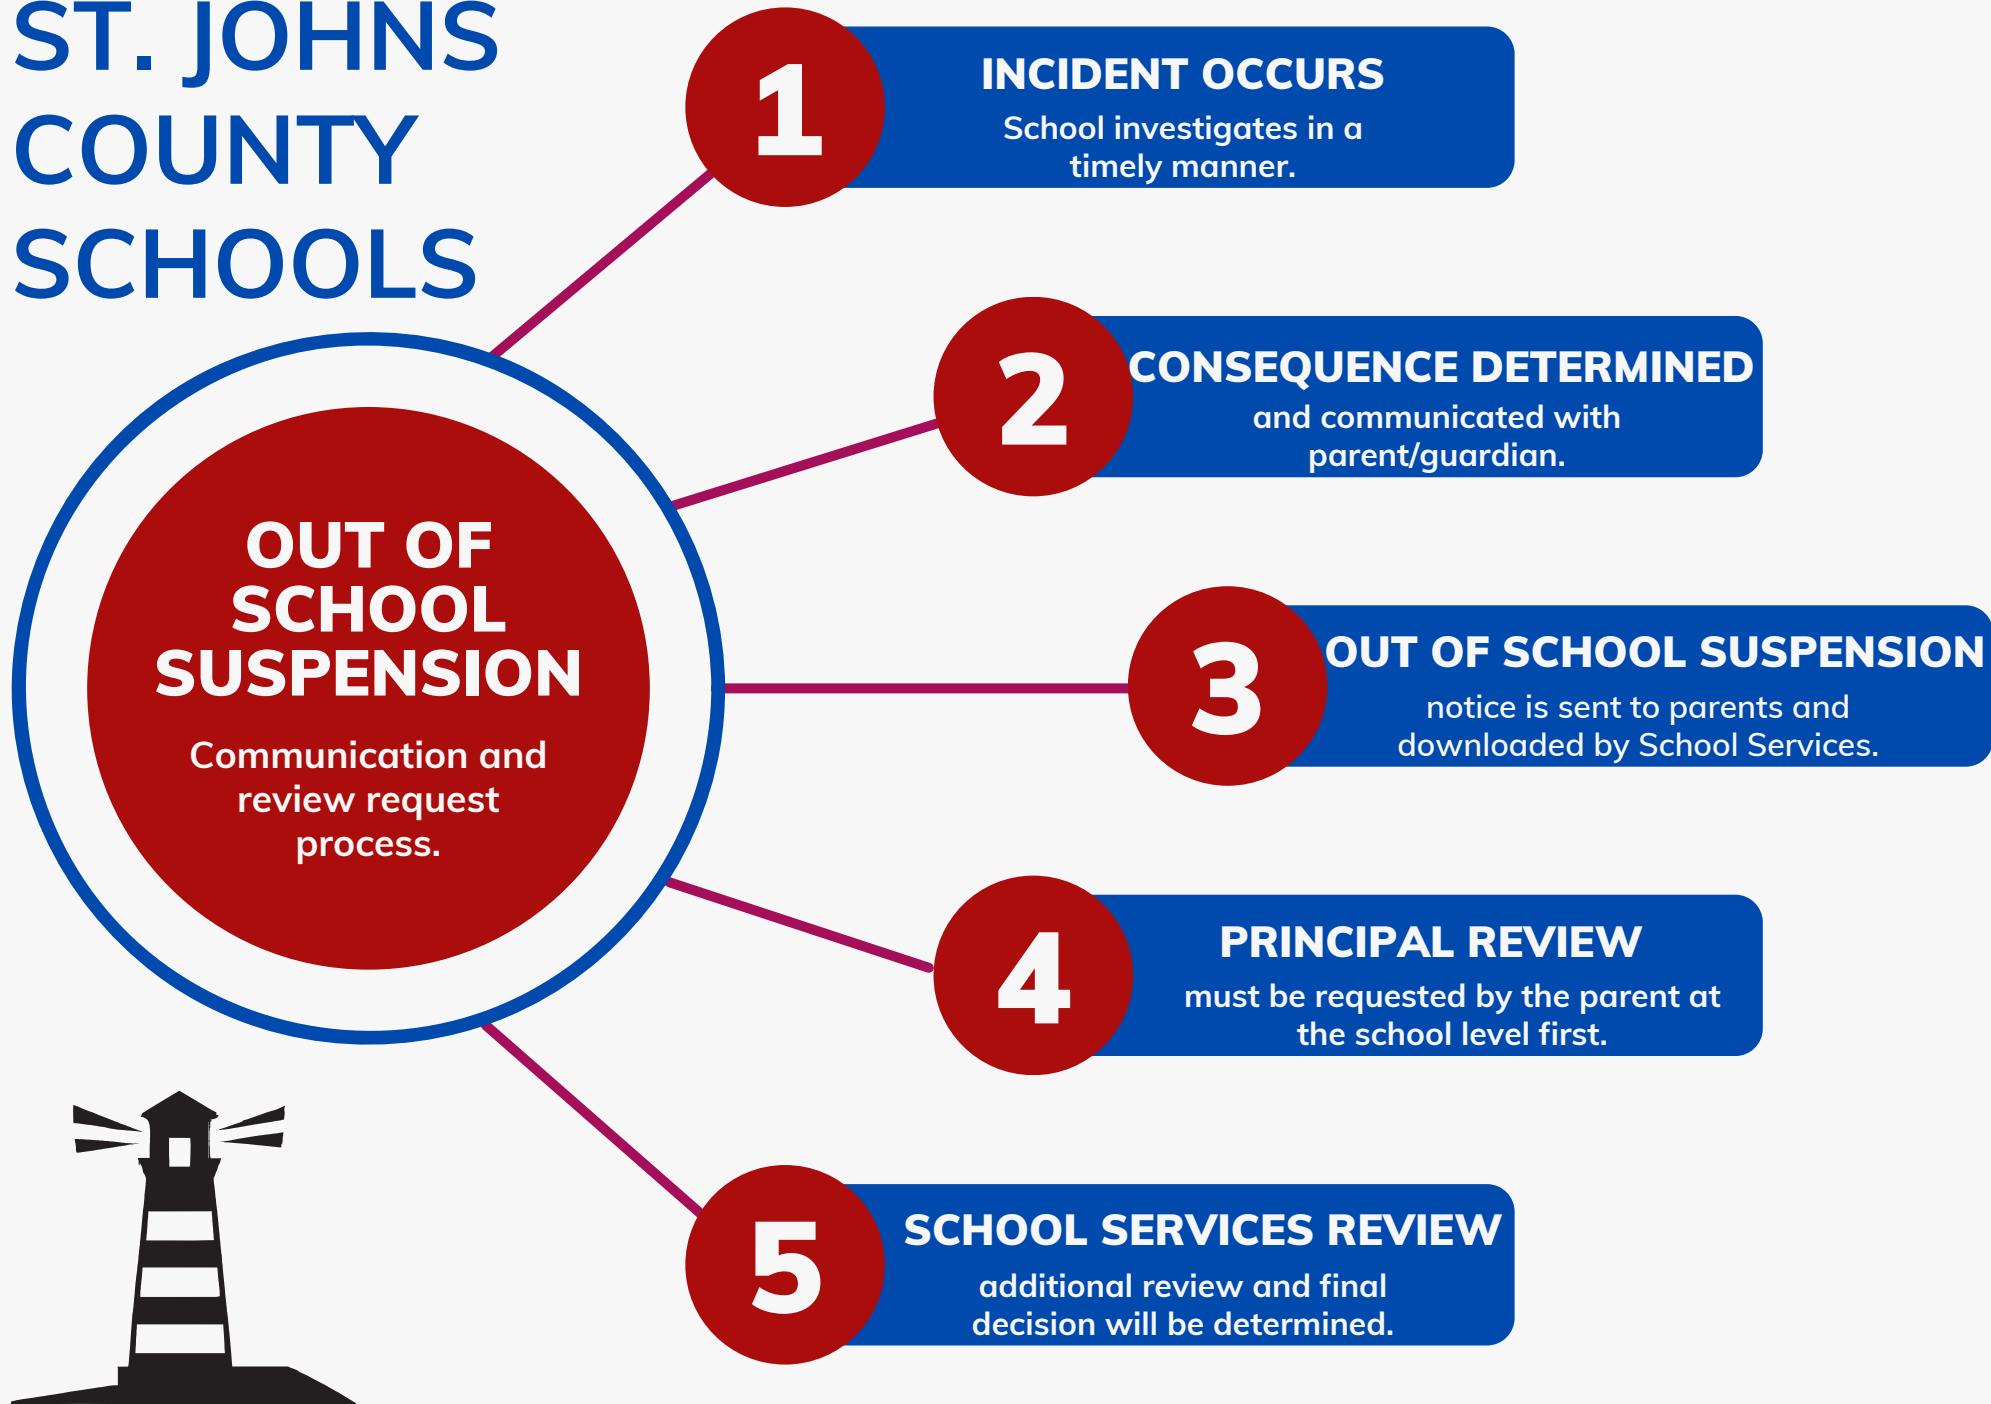 ST. JOHNS
COUNTY
SCHOOLS
OUT OF
SCHOOL
SUSPENSION
Communication and
review request
process.
1
INCIDENT OCCURS
School investigates in a
timely manner.
2
CONSEQUENCE DETERMINED
and communicated with
parent/guardian.
3
OUT OF SCHOOL SUSPENSION
notice is sent to parents and
downloaded by School Services.
4
PRINCIPAL REVIEW
must be requested by the parent at
the school level first.
5
SCHOOL SERVICES REVIEW
additional review and final
decision will be determined.